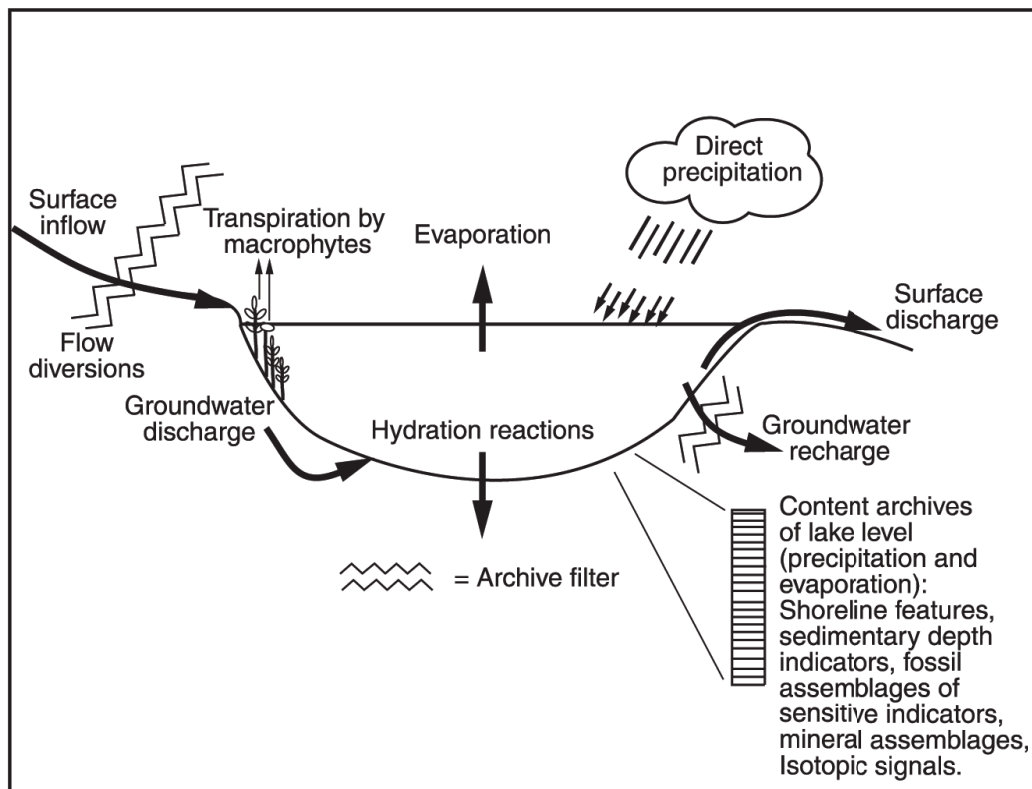 Direct
precipitation
Surface
inflow
Transpiration by
macrophytes
Evaporation
Surface
discharge
Flow
diversions
Groundwater
discharge
Hydration reactions
Groundwater
recharge
= Archive filter
Content archives
of lake level
(precipitation and
evaporation):
Shoreline features,
sedimentary depth
indicators, fossil
assemblages of
sensitive indicators,
mineral assemblages,
Isotopic signals.